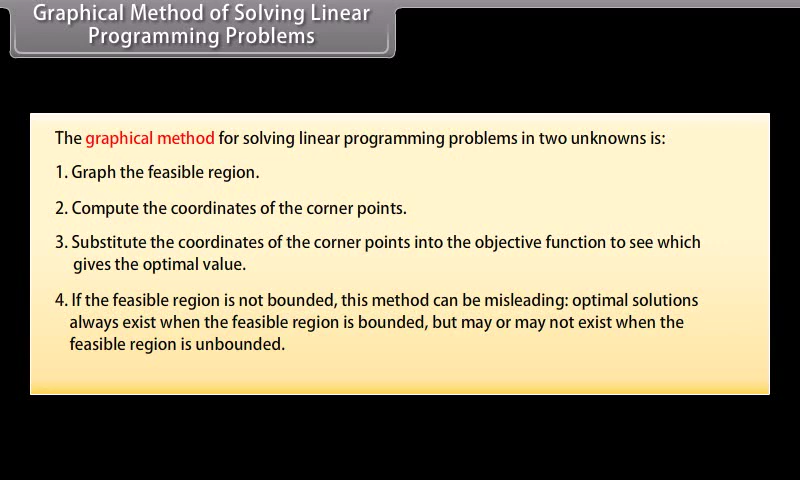 Graphical Method of Solving Linear
Programming Problems
The graphical method for solving linear programming problems in two unknowns is:
1. Graph the feasible region.
2. Compute the coordinates of the corner points.
3. Substitute the coordinates of the corner points into the objective function to see which
gives the optimal value.
4. If the feasible region is not bounded, this method can be misleading: optimal solutions
always exist when the feasible region is bounded, but may or may not exist when the
feasible region is unbounded.